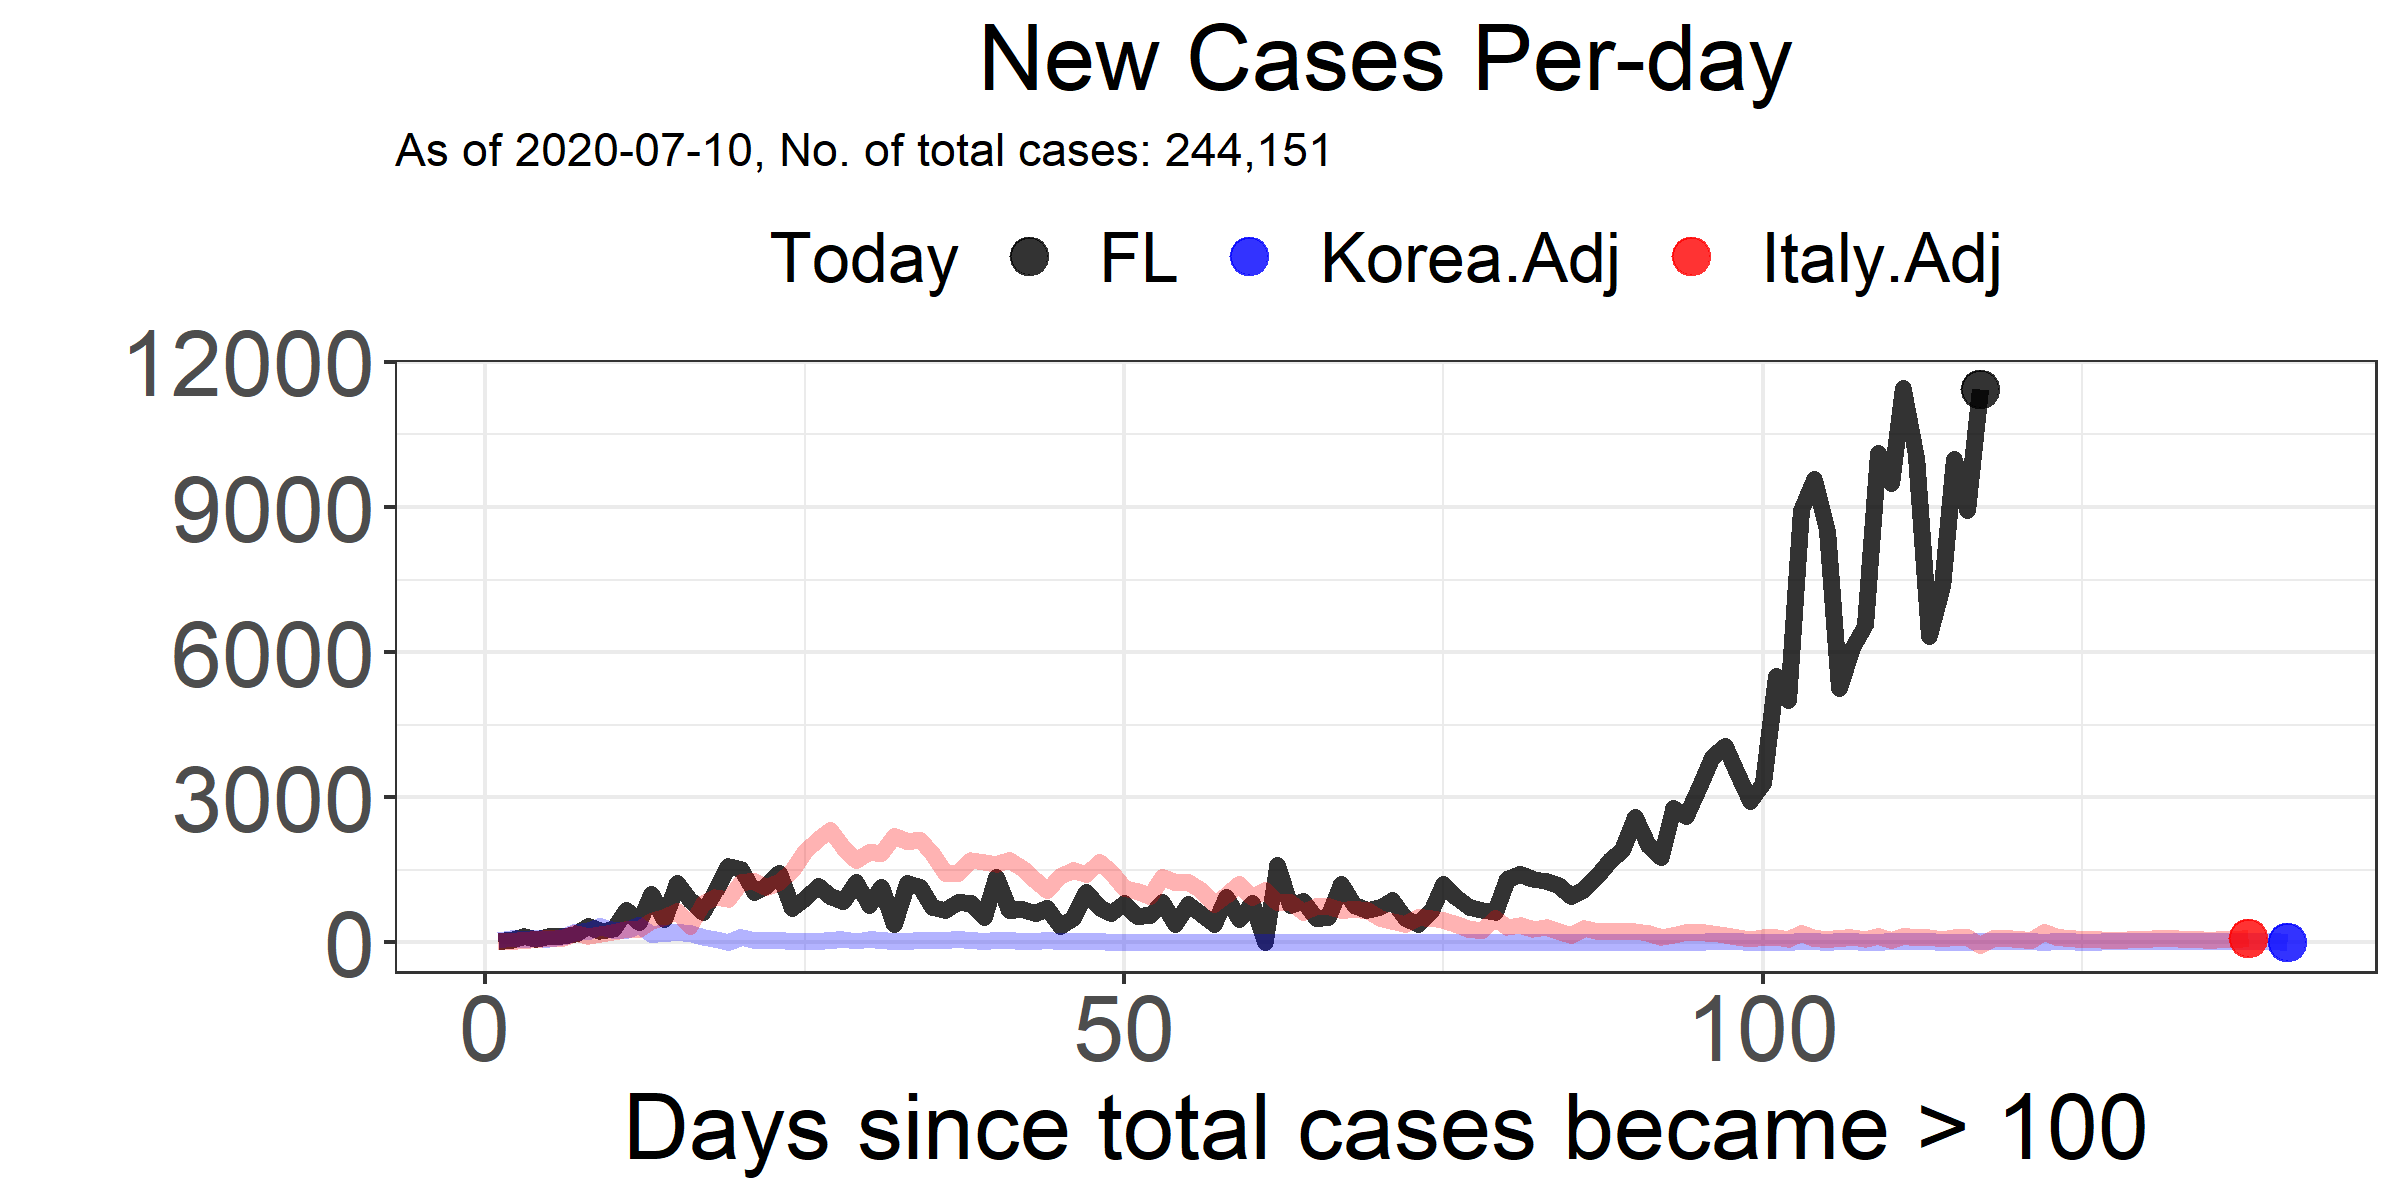 New Cases Per-day
As of 2020-07-10, No. of total cases: 244,151
Today FL Korea.Adj Italy.Adj
12000
9000
6000
3000
0
0 50 100
Days since total cases became > 100